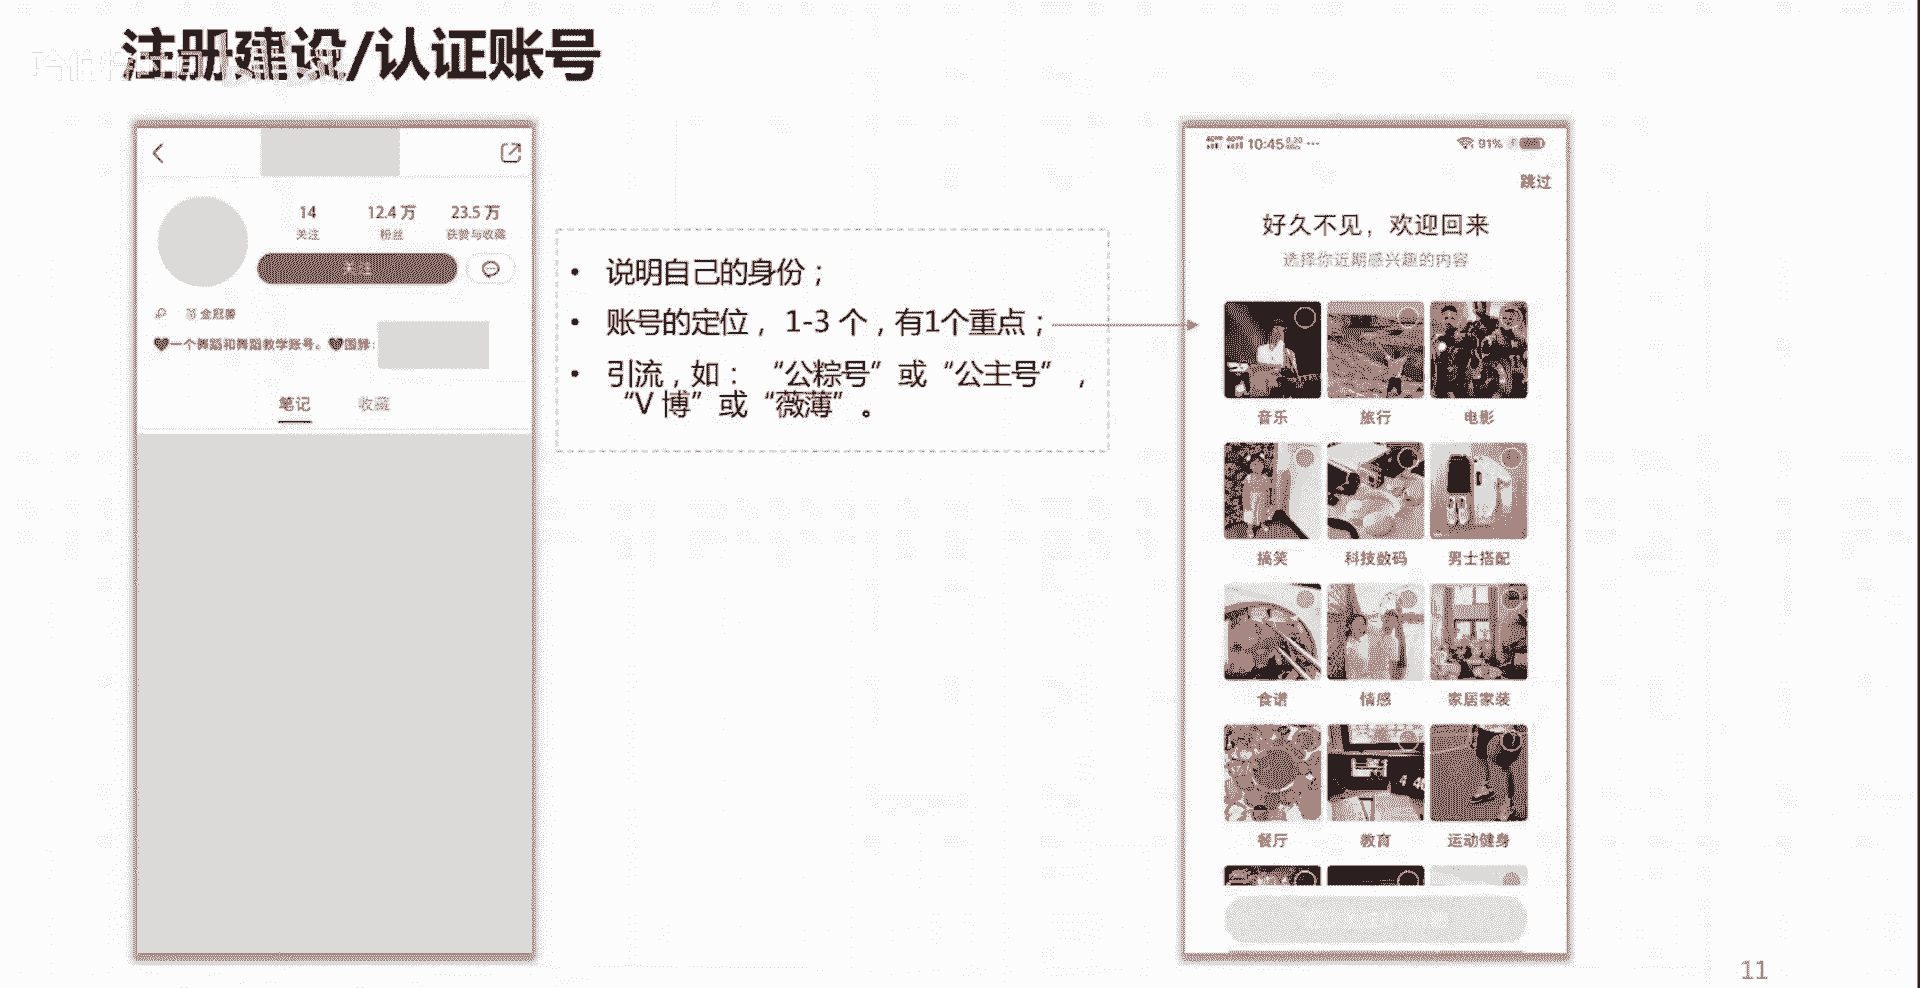 注册建设/认证账号
14
12.4 万
23.5 万
关注
粉丝
获赞与收藏
关注
金冠薯
一个舞蹈和舞蹈教学账号。
笔记
收藏
• 说明自己的身份；
• 账号的定位，1-3 个，有1个重点；
• 引流，如：“公粽号”或“公主号”，
“V 博”或“薇薄”。
10:45
91%
跳过
好久不见，欢迎回来
选择你近期感兴趣的内容
音乐
旅行
电影
搞笑
科技数码
男士搭配
食谱
情感
家居家装
餐厅
教育
运动健身
11